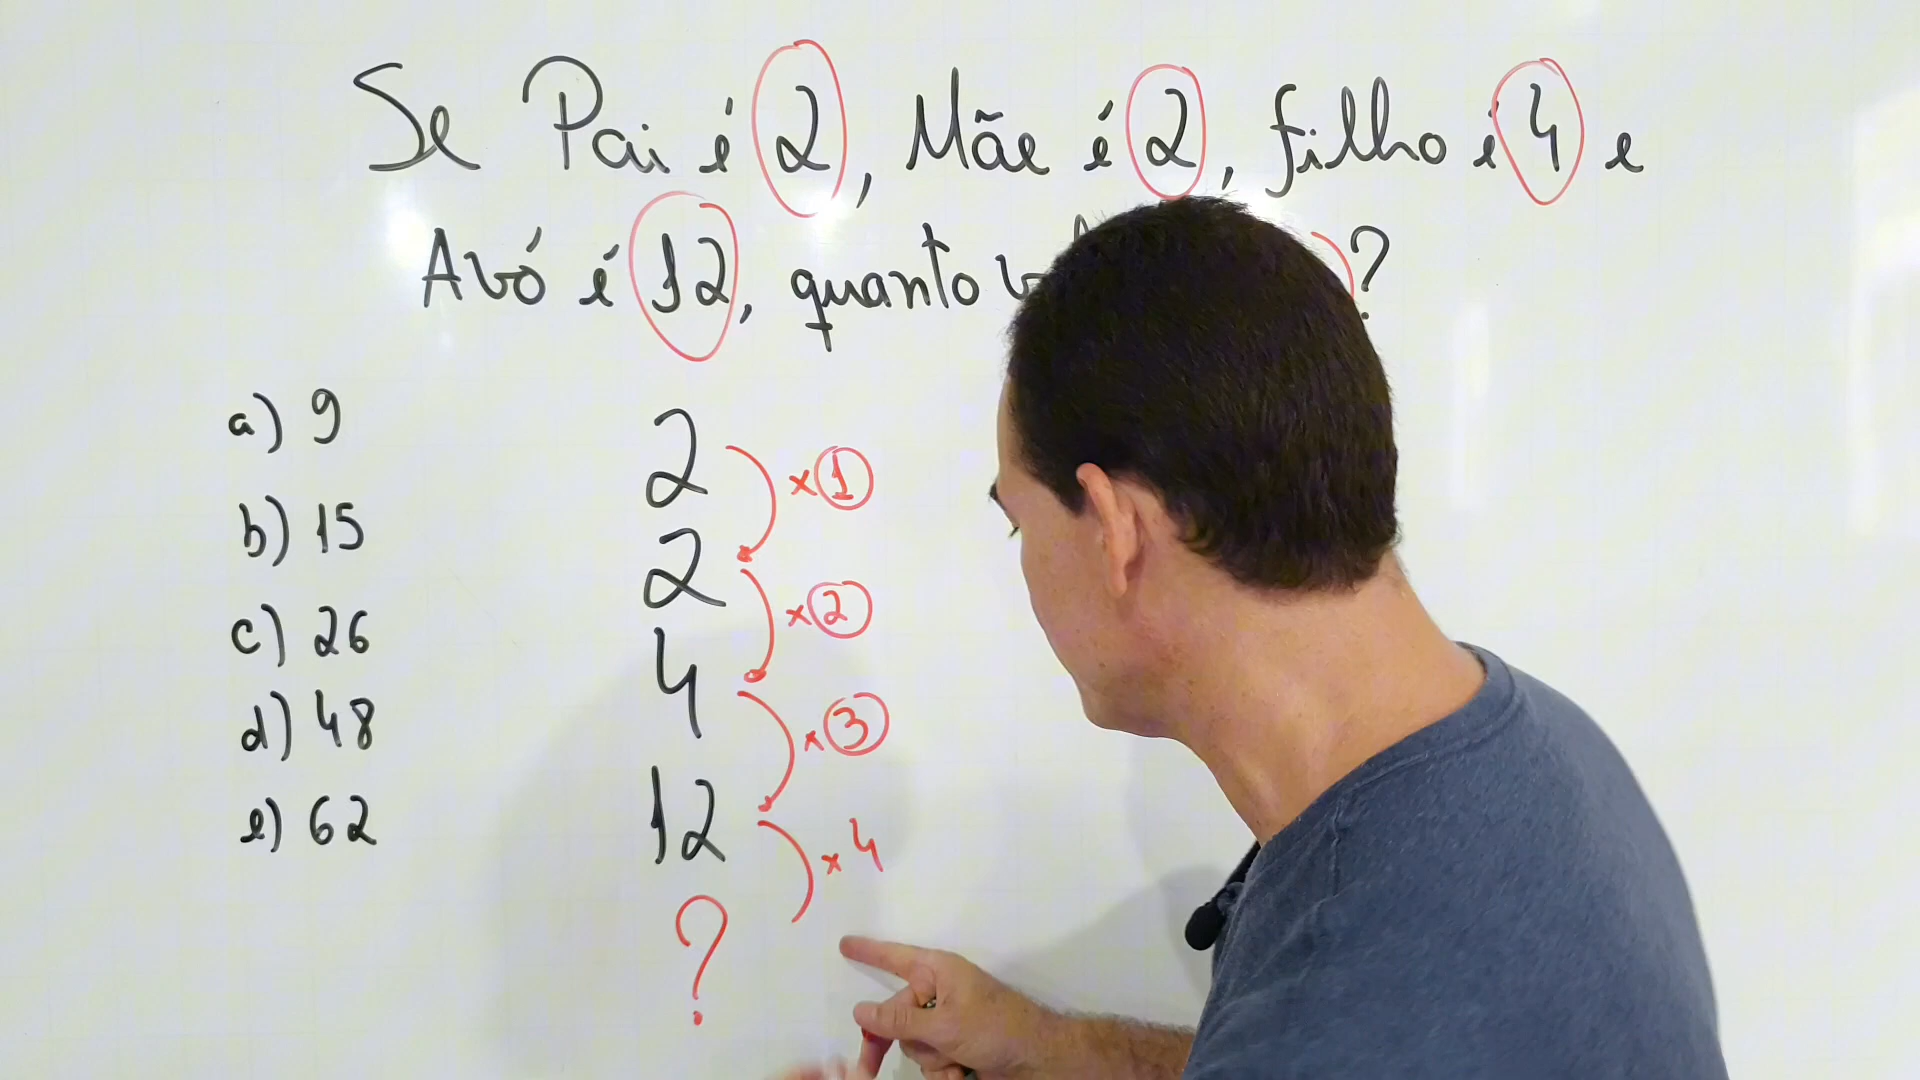 Se Pai é 2, Mãe é 2, filho é 4 e
Avó é 12, quanto ?
a) 9
b) 15
c) 26
d) 48
e) 62
2
×1
2
×2
4
×3
12
×4
?